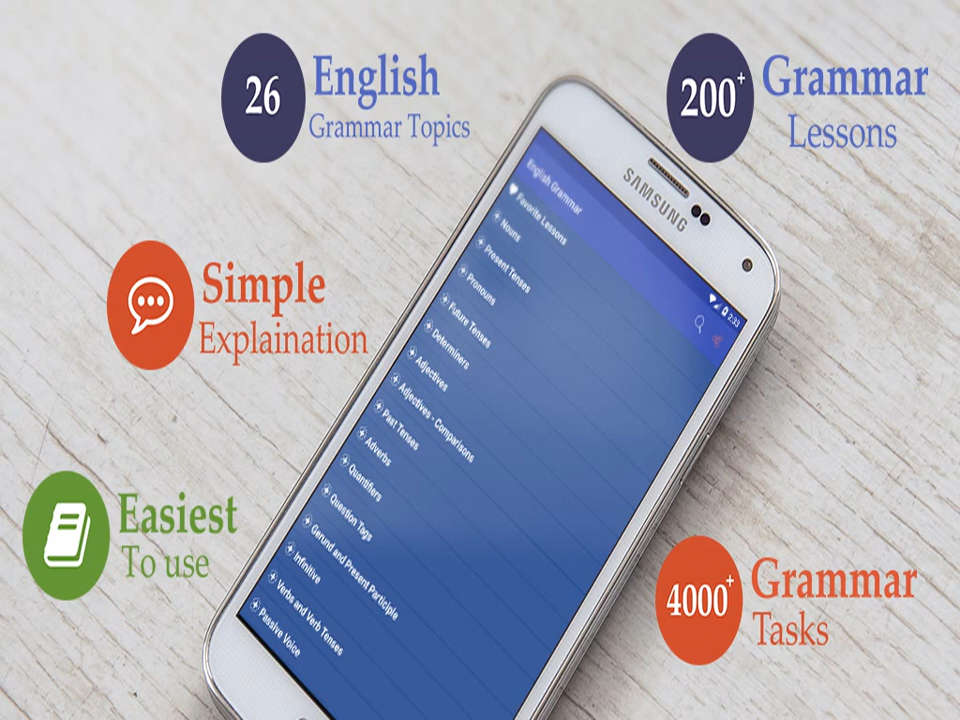 26
English
Grammar Topics
200+
Grammar
Lessons
Simple
Explaination
Easiest
To use
4000+
Grammar
Tasks
SAMSUNG
2:33
English Grammar
Favorite Lessons
Nouns
Present Tenses
Pronouns
Future Tenses
Determiners
Adjectives
Adjectives - Comparisons
Past Tenses
Adverbs
Quantifiers
Question Tags
Gerund and Present Participle
Infinitive
Verbs and Verb Tenses
Passive Voice